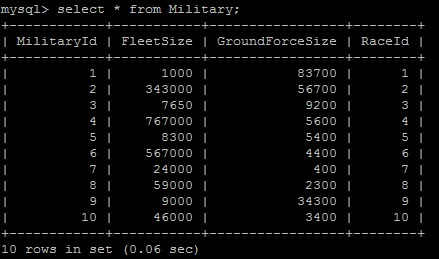 mysql> select * from Military;
+------------+-----------+-----------------+--------+
| MilitaryId | FleetSize | GroundForceSize | RaceId |
+------------+-----------+-----------------+--------+
|          1 |      1000 |           83700 |      1 |
|          2 |    343000 |           56700 |      2 |
|          3 |      7650 |            9200 |      3 |
|          4 |    767000 |            5600 |      4 |
|          5 |      8300 |            5400 |      5 |
|          6 |    567000 |            4400 |      6 |
|          7 |     24000 |             400 |      7 |
|          8 |     59000 |            2300 |      8 |
|          9 |      9000 |           34300 |      9 |
|         10 |     46000 |            3400 |     10 |
+------------+-----------+-----------------+--------+
10 rows in set (0.06 sec)